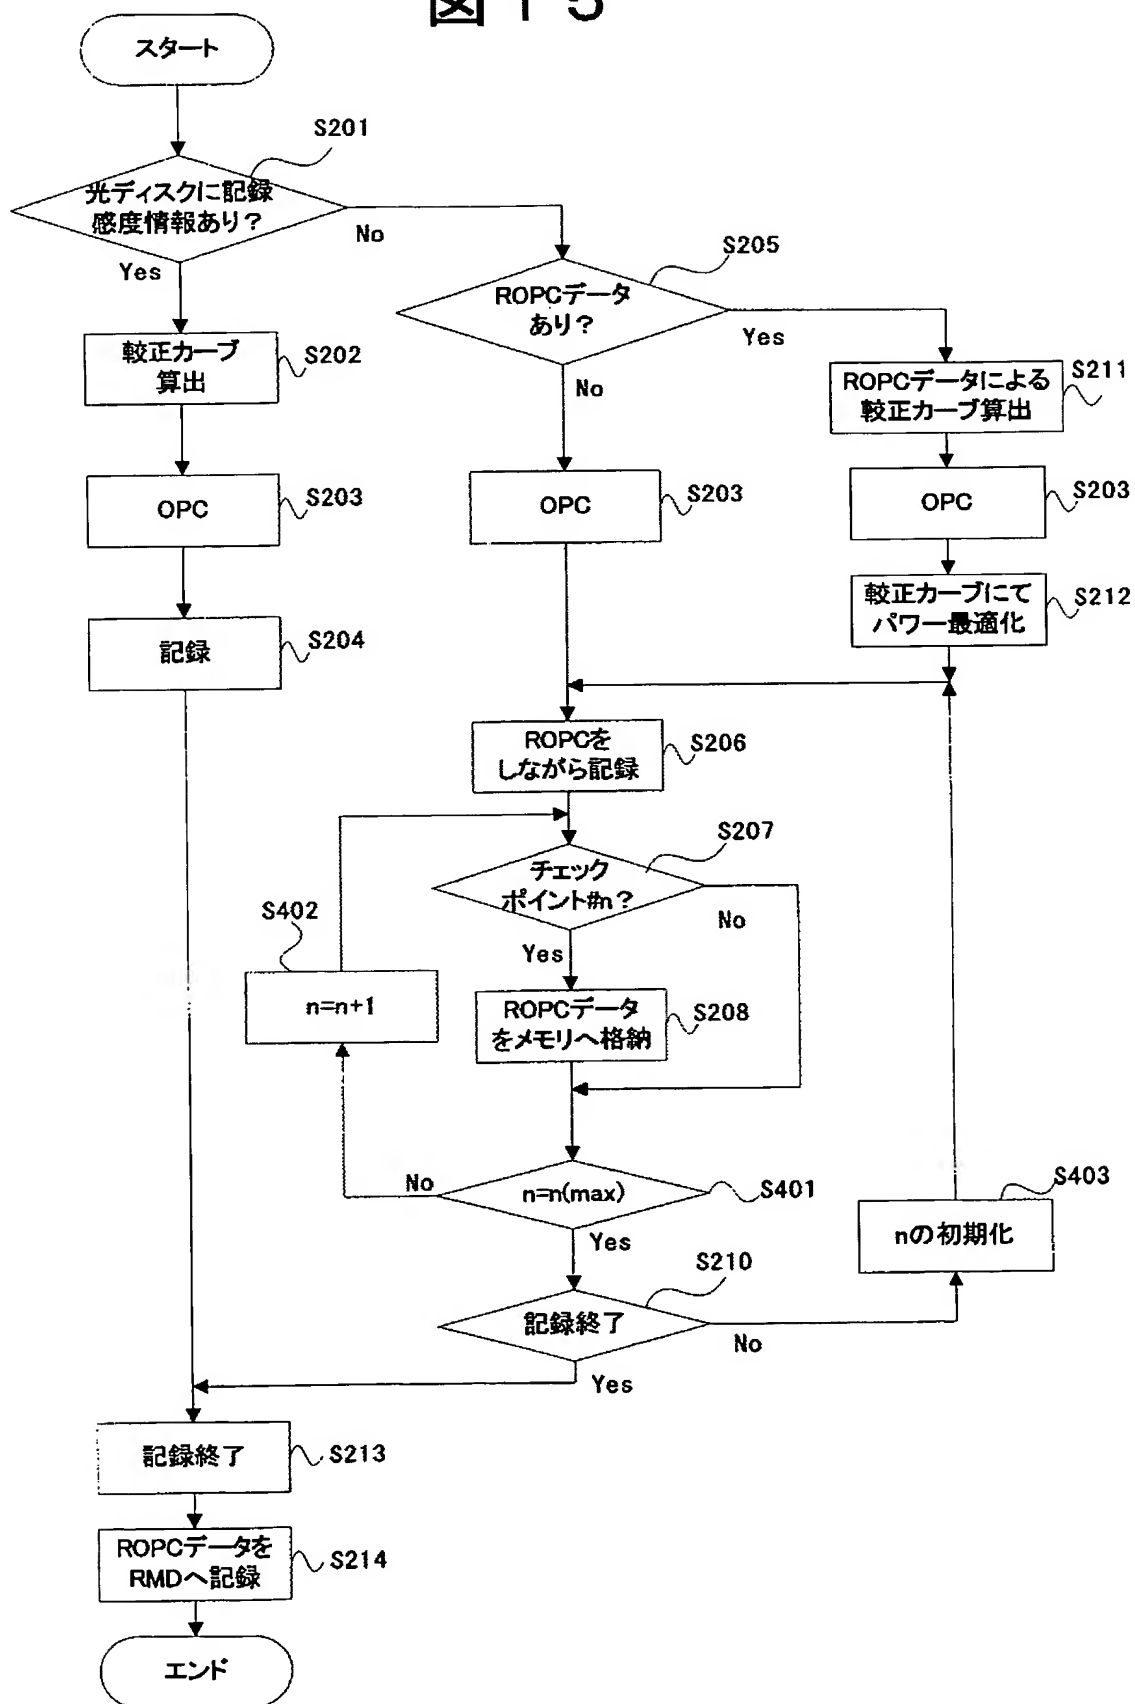 図１５
スタート
S201
光ディスクに記録
感度情報あり？
No
Yes
S205
ROPCデータ
あり？
Yes
No
較正カーブ
算出
S202
S211
ROPCデータによる
較正カーブ算出
OPC
S203
OPC
S203
OPC
S203
較正カーブにて
パワー最適化
S212
記録
S204
ROPCを
しながら記録
S206
S207
チェック
ポイント#n？
No
Yes
S402
n=n+1
ROPCデータ
をメモリへ格納
S208
No
n=n(max)
S401
Yes
S403
nの初期化
S210
記録終了
No
Yes
記録終了
S213
ROPCデータを
RMDへ記録
S214
エンド